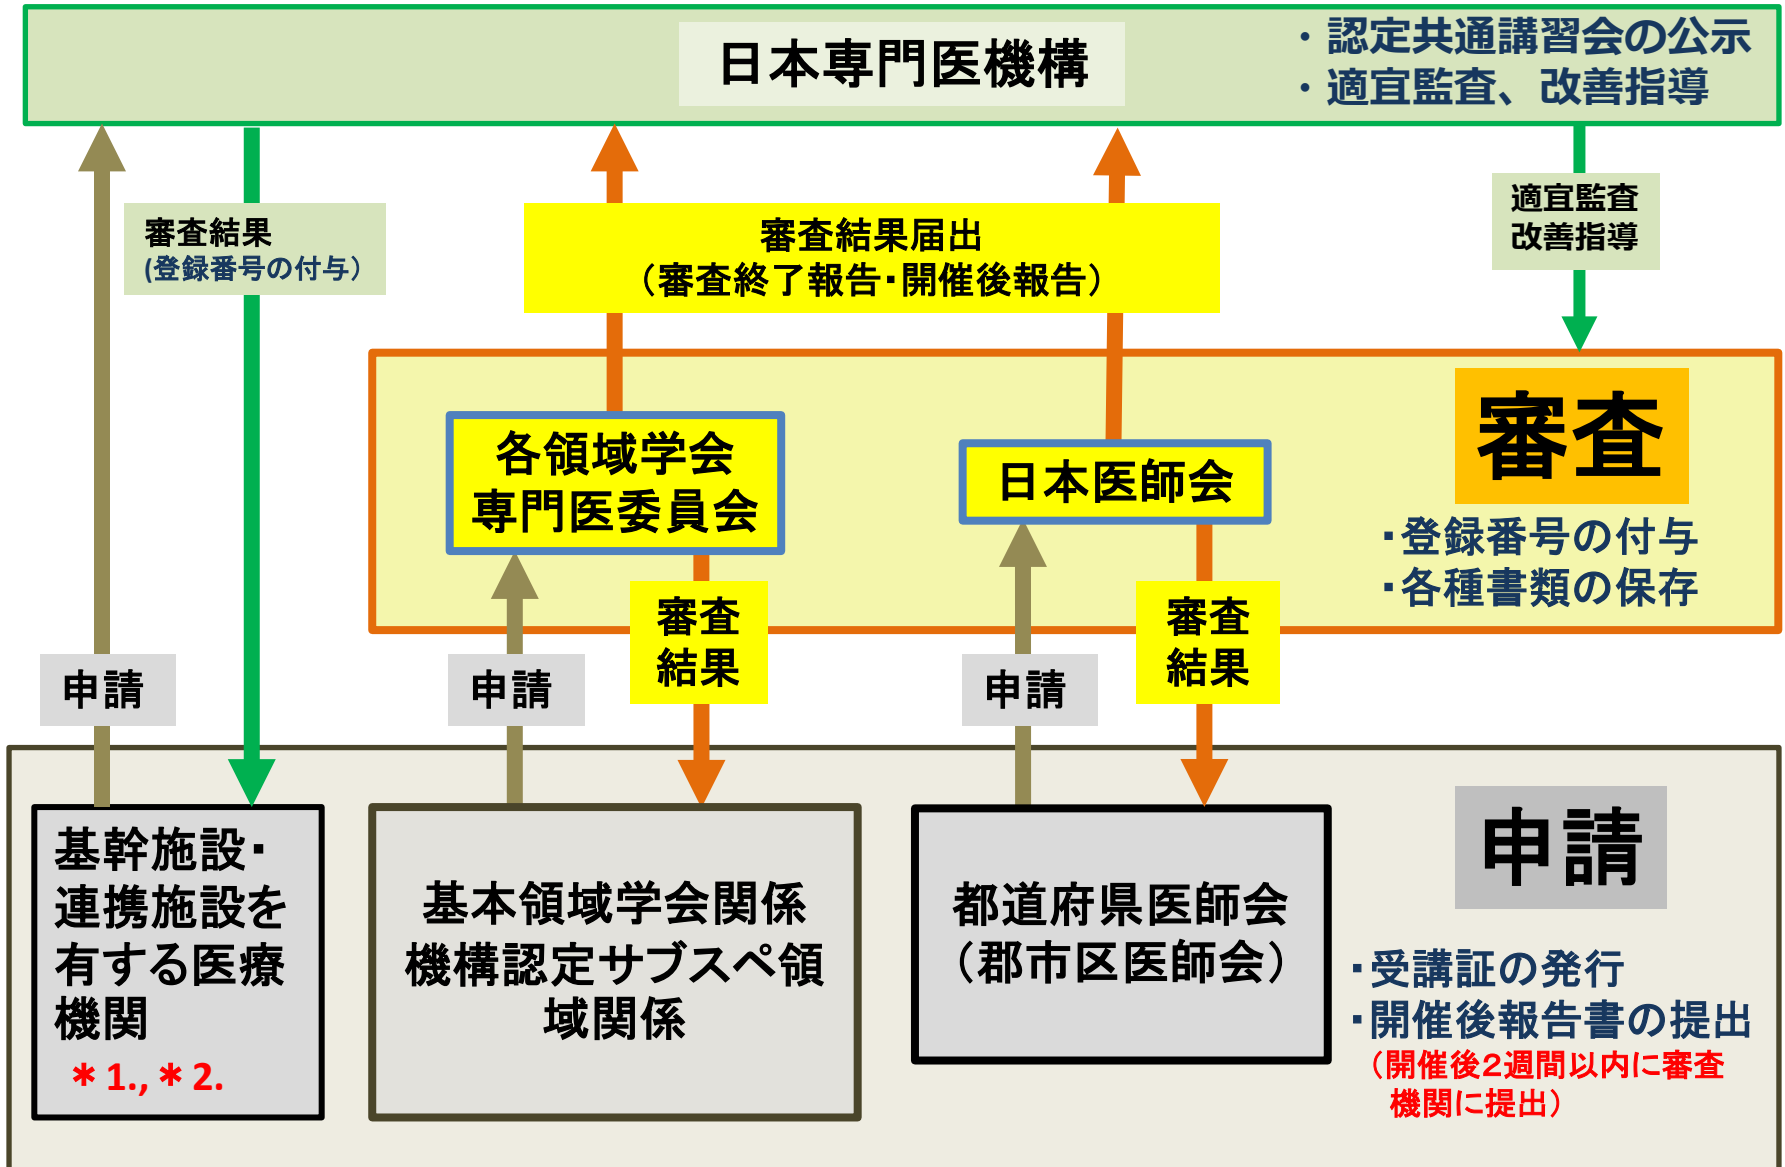 日本専門医機構
・認定共通講習会の公示
・適宜監査、改善指導
審査結果
(登録番号の付与）
審査結果届出
（審査終了報告・開催後報告）
適宜監査
改善指導
各領域学会
専門医委員会
日本医師会
審査
・登録番号の付与
・各種書類の保存
審査
結果
審査
結果
申請
申請
申請
基幹施設・
連携施設を
有する医療
機関
＊1.,＊2.
基本領域学会関係
機構認定サブスペ領
域関係
都道府県医師会
（郡市区医師会）
申請
・受講証の発行
・開催後報告書の提出
（開催後２週間以内に審査
機関に提出）